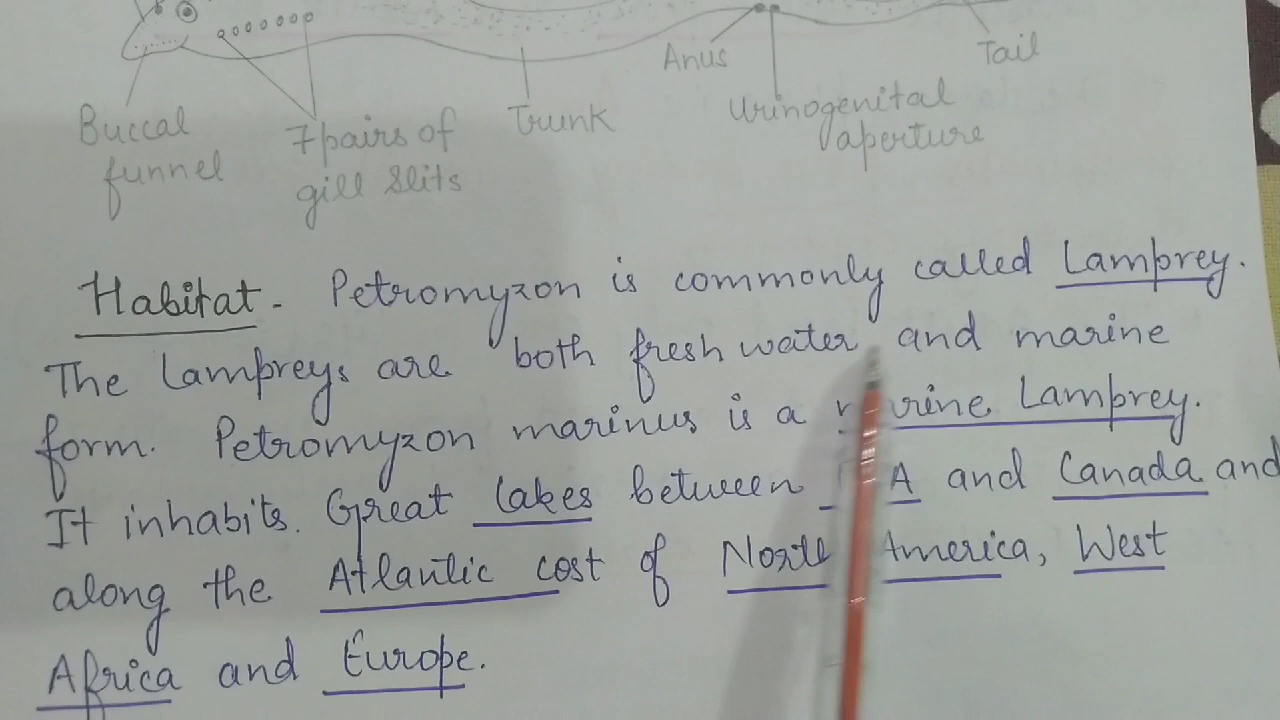 Anus
Tail
Buccal
funnel
7 pairs of
gill slits
Trunk
Urinogenital
aperture
Habitat - Petromyzon is commonly called Lamprey.
The Lampreys are both fresh water and marine
form. Petromyzon marinus is a rine Lamprey.
It inhabits. Great lakes between A and Canada and
along the Atlantic cost of North America, West
Africa and Europe.